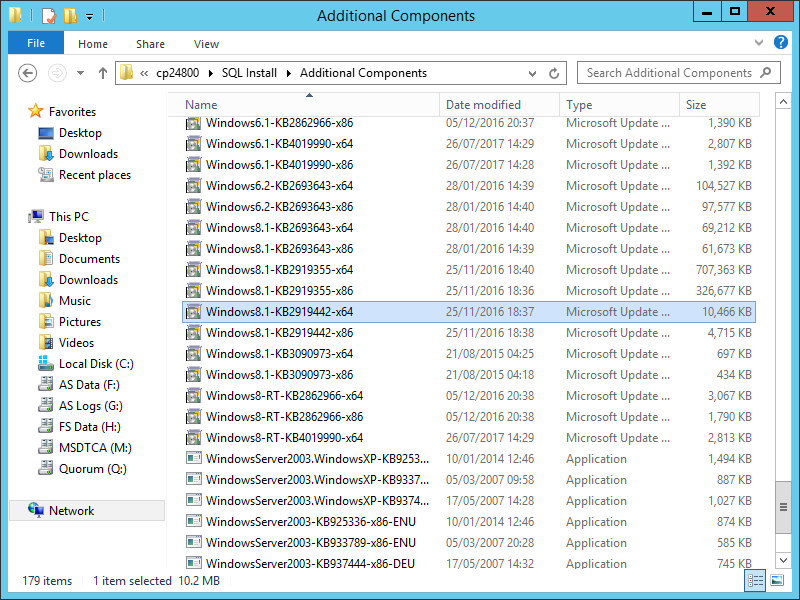 Additional Components
File Home Share View
« cp24800 SQL Install Additional Components Search Additional Components
Name Date modified Type Size
Favorites
Desktop
Downloads
Recent places
This PC
Desktop
Documents
Downloads
Music
Pictures
Videos
Local Disk (C:)
AS Data (F:)
AS Logs (G:)
FS Data (H:)
MSDTCA (M:)
Quorum (Q:)
Network
Windows6.1-KB2862966-x86 05/12/2016 20:37 Microsoft Update ... 1,390 KB
Windows6.1-KB4019990-x64 26/07/2017 14:29 Microsoft Update ... 2,807 KB
Windows6.1-KB4019990-x86 26/07/2017 14:28 Microsoft Update ... 1,392 KB
Windows6.2-KB2693643-x64 28/01/2016 14:39 Microsoft Update ... 104,527 KB
Windows6.2-KB2693643-x86 28/01/2016 14:40 Microsoft Update ... 97,577 KB
Windows8.1-KB2693643-x64 28/01/2016 14:40 Microsoft Update ... 69,212 KB
Windows8.1-KB2693643-x86 28/01/2016 14:39 Microsoft Update ... 61,673 KB
Windows8.1-KB2919355-x64 25/11/2016 18:40 Microsoft Update ... 707,363 KB
Windows8.1-KB2919355-x86 25/11/2016 18:36 Microsoft Update ... 326,677 KB
Windows8.1-KB2919442-x64 25/11/2016 18:37 Microsoft Update ... 10,466 KB
Windows8.1-KB2919442-x86 25/11/2016 18:38 Microsoft Update ... 4,715 KB
Windows8.1-KB3090973-x64 21/08/2015 04:25 Microsoft Update ... 697 KB
Windows8.1-KB3090973-x86 21/08/2015 04:18 Microsoft Update ... 434 KB
Windows8-RT-KB2862966-x64 05/12/2016 20:38 Microsoft Update ... 3,067 KB
Windows8-RT-KB2862966-x86 05/12/2016 20:38 Microsoft Update ... 1,790 KB
Windows8-RT-KB4019990-x64 26/07/2017 14:29 Microsoft Update ... 2,813 KB
WindowsServer2003.WindowsXP-KB9253... 10/01/2014 12:46 Application 1,494 KB
WindowsServer2003.WindowsXP-KB9337... 05/03/2007 09:58 Application 887 KB
WindowsServer2003.WindowsXP-KB9374... 17/05/2007 14:28 Application 1,027 KB
WindowsServer2003-KB925336-x86-ENU 10/01/2014 12:46 Application 874 KB
WindowsServer2003-KB933789-x86-ENU 05/03/2007 20:28 Application 585 KB
WindowsServer2003-KB937444-x86-DEU 17/05/2007 14:32 Application 745 KB
179 items 1 item selected 10.2 MB